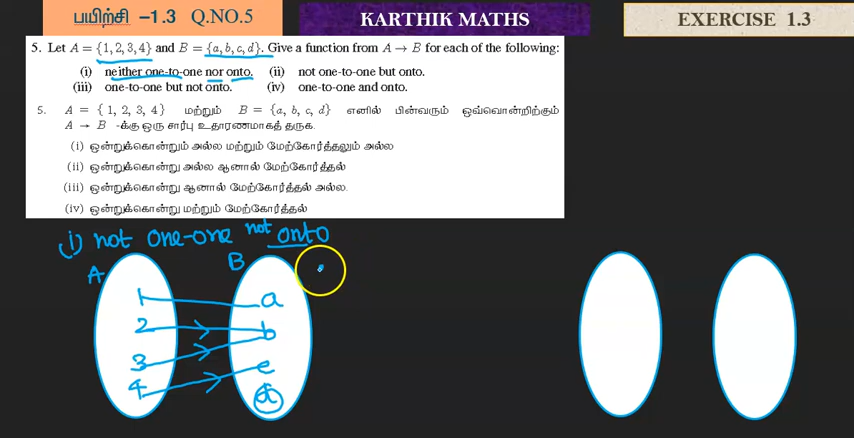 பயிற்சி –1.3 Q.NO.5
KARTHIK MATHS
EXERCISE 1.3
5. Let A = {1, 2, 3, 4} and B = {a, b, c, d}. Give a function from A → B for each of the following:
(i) neither one-to-one nor onto. (ii) not one-to-one but onto.
(iii) one-to-one but not onto. (iv) one-to-one and onto.
5. A = { 1, 2, 3, 4} மற்றும் B = {a, b, c, d} எனில் பின்வரும் ஒவ்வொன்றிற்கும்
A → B -க்கு ஒரு சார்பு உதாரணமாகத் தருக.
(i) ஒன்றுக்கொன்றும் அல்ல மற்றும் மேற்கோர்த்தலும் அல்ல
(ii) ஒன்றுக்கொன்று அல்ல ஆனால் மேற்கோர்த்தல்
(iii) ஒன்றுக்கொன்று ஆனால் மேற்கோர்த்தல் அல்ல.
(iv) ஒன்றுக்கொன்று மற்றும் மேற்கோர்த்தல்
(i) not one-one not onto
A B
1 a
2 b
3 c
4 d